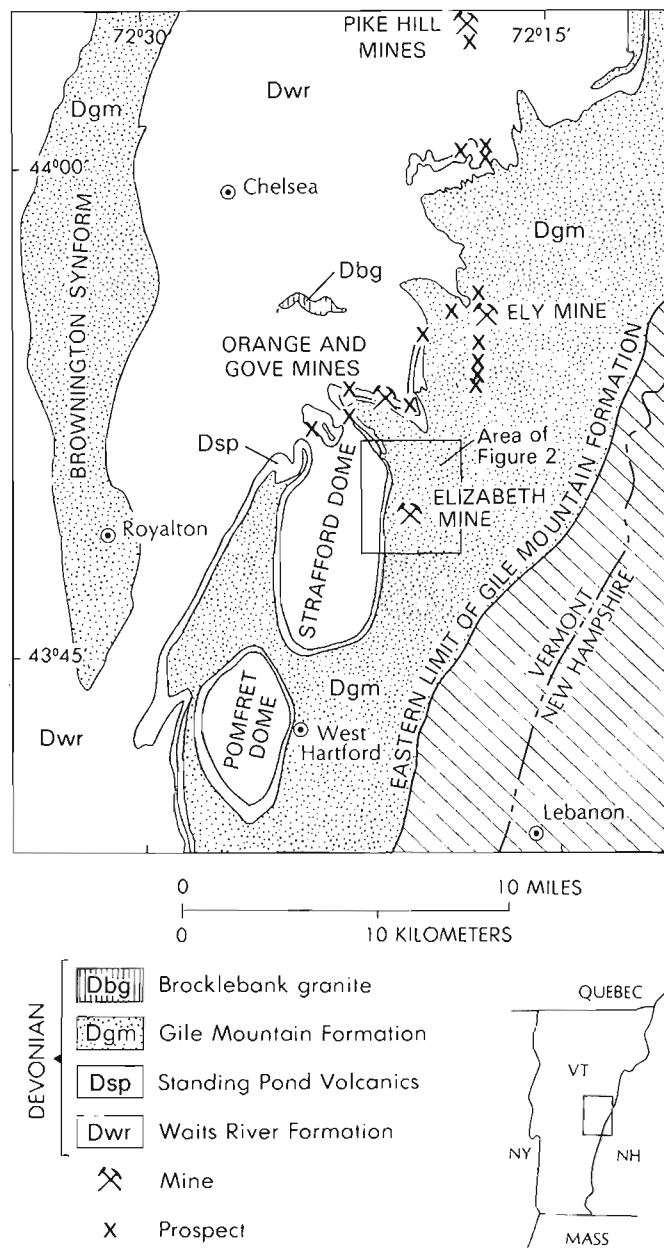 PIKE HILL
MINES
72°30'
72°15'
Dgm
Dwr
44°00'
Chelsea
Dgm
Dbg
BROWNINGTON SYNFORM
ELY MINE
ORANGE AND
GOVE MINES
Dsp
Area of
Figure 2
STRAFFORD DOME
ELIZABETH
MINE
Royalton
EASTERN LIMIT OF GILE MOUNTAIN FORMATION
VERMONT
NEW HAMPSHIRE
43°45'
Dgm
Dwr
POMFRET
DOME
West
Hartford
Lebanon
0 10 MILES
0 10 KILOMETERS
DEVONIAN
Dbg Brocklebank granite
Dgm Gile Mountain Formation
Dsp Standing Pond Volcanics
Dwr Waits River Formation
Mine
X Prospect
QUEBEC
VT
NY
NH
MASS